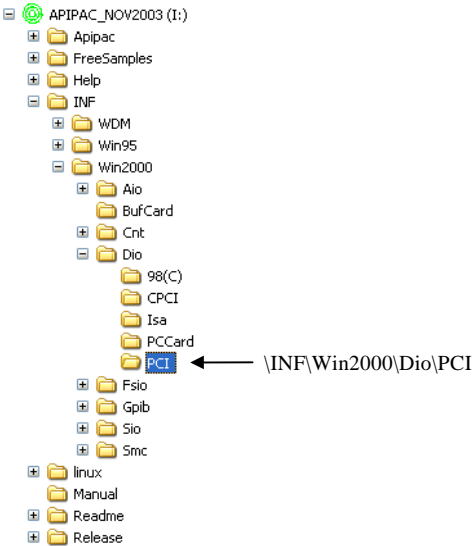 APIPAC_NOV2003 (I:)
Apipac
FreeSamples
Help
INF
WDM
Win95
Win2000
Aio
BufCard
Cnt
Dio
98(C)
CPCI
Isa
PCCard
PCI
\INF\Win2000\Dio\PCI
Fsio
Gpib
Sio
Smc
linux
Manual
Readme
Release